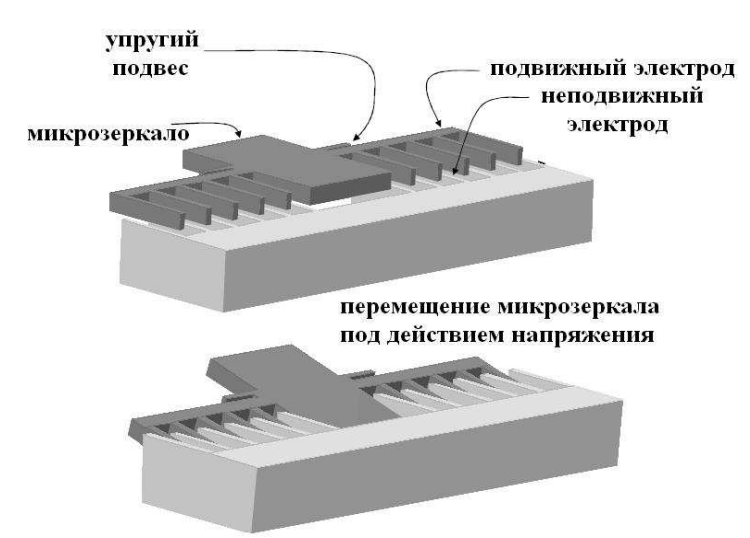 упругий
подвес
подвижный электрод
неподвижный
электрод
микрозеркало
перемещение микрозеркала
под действием напряжения